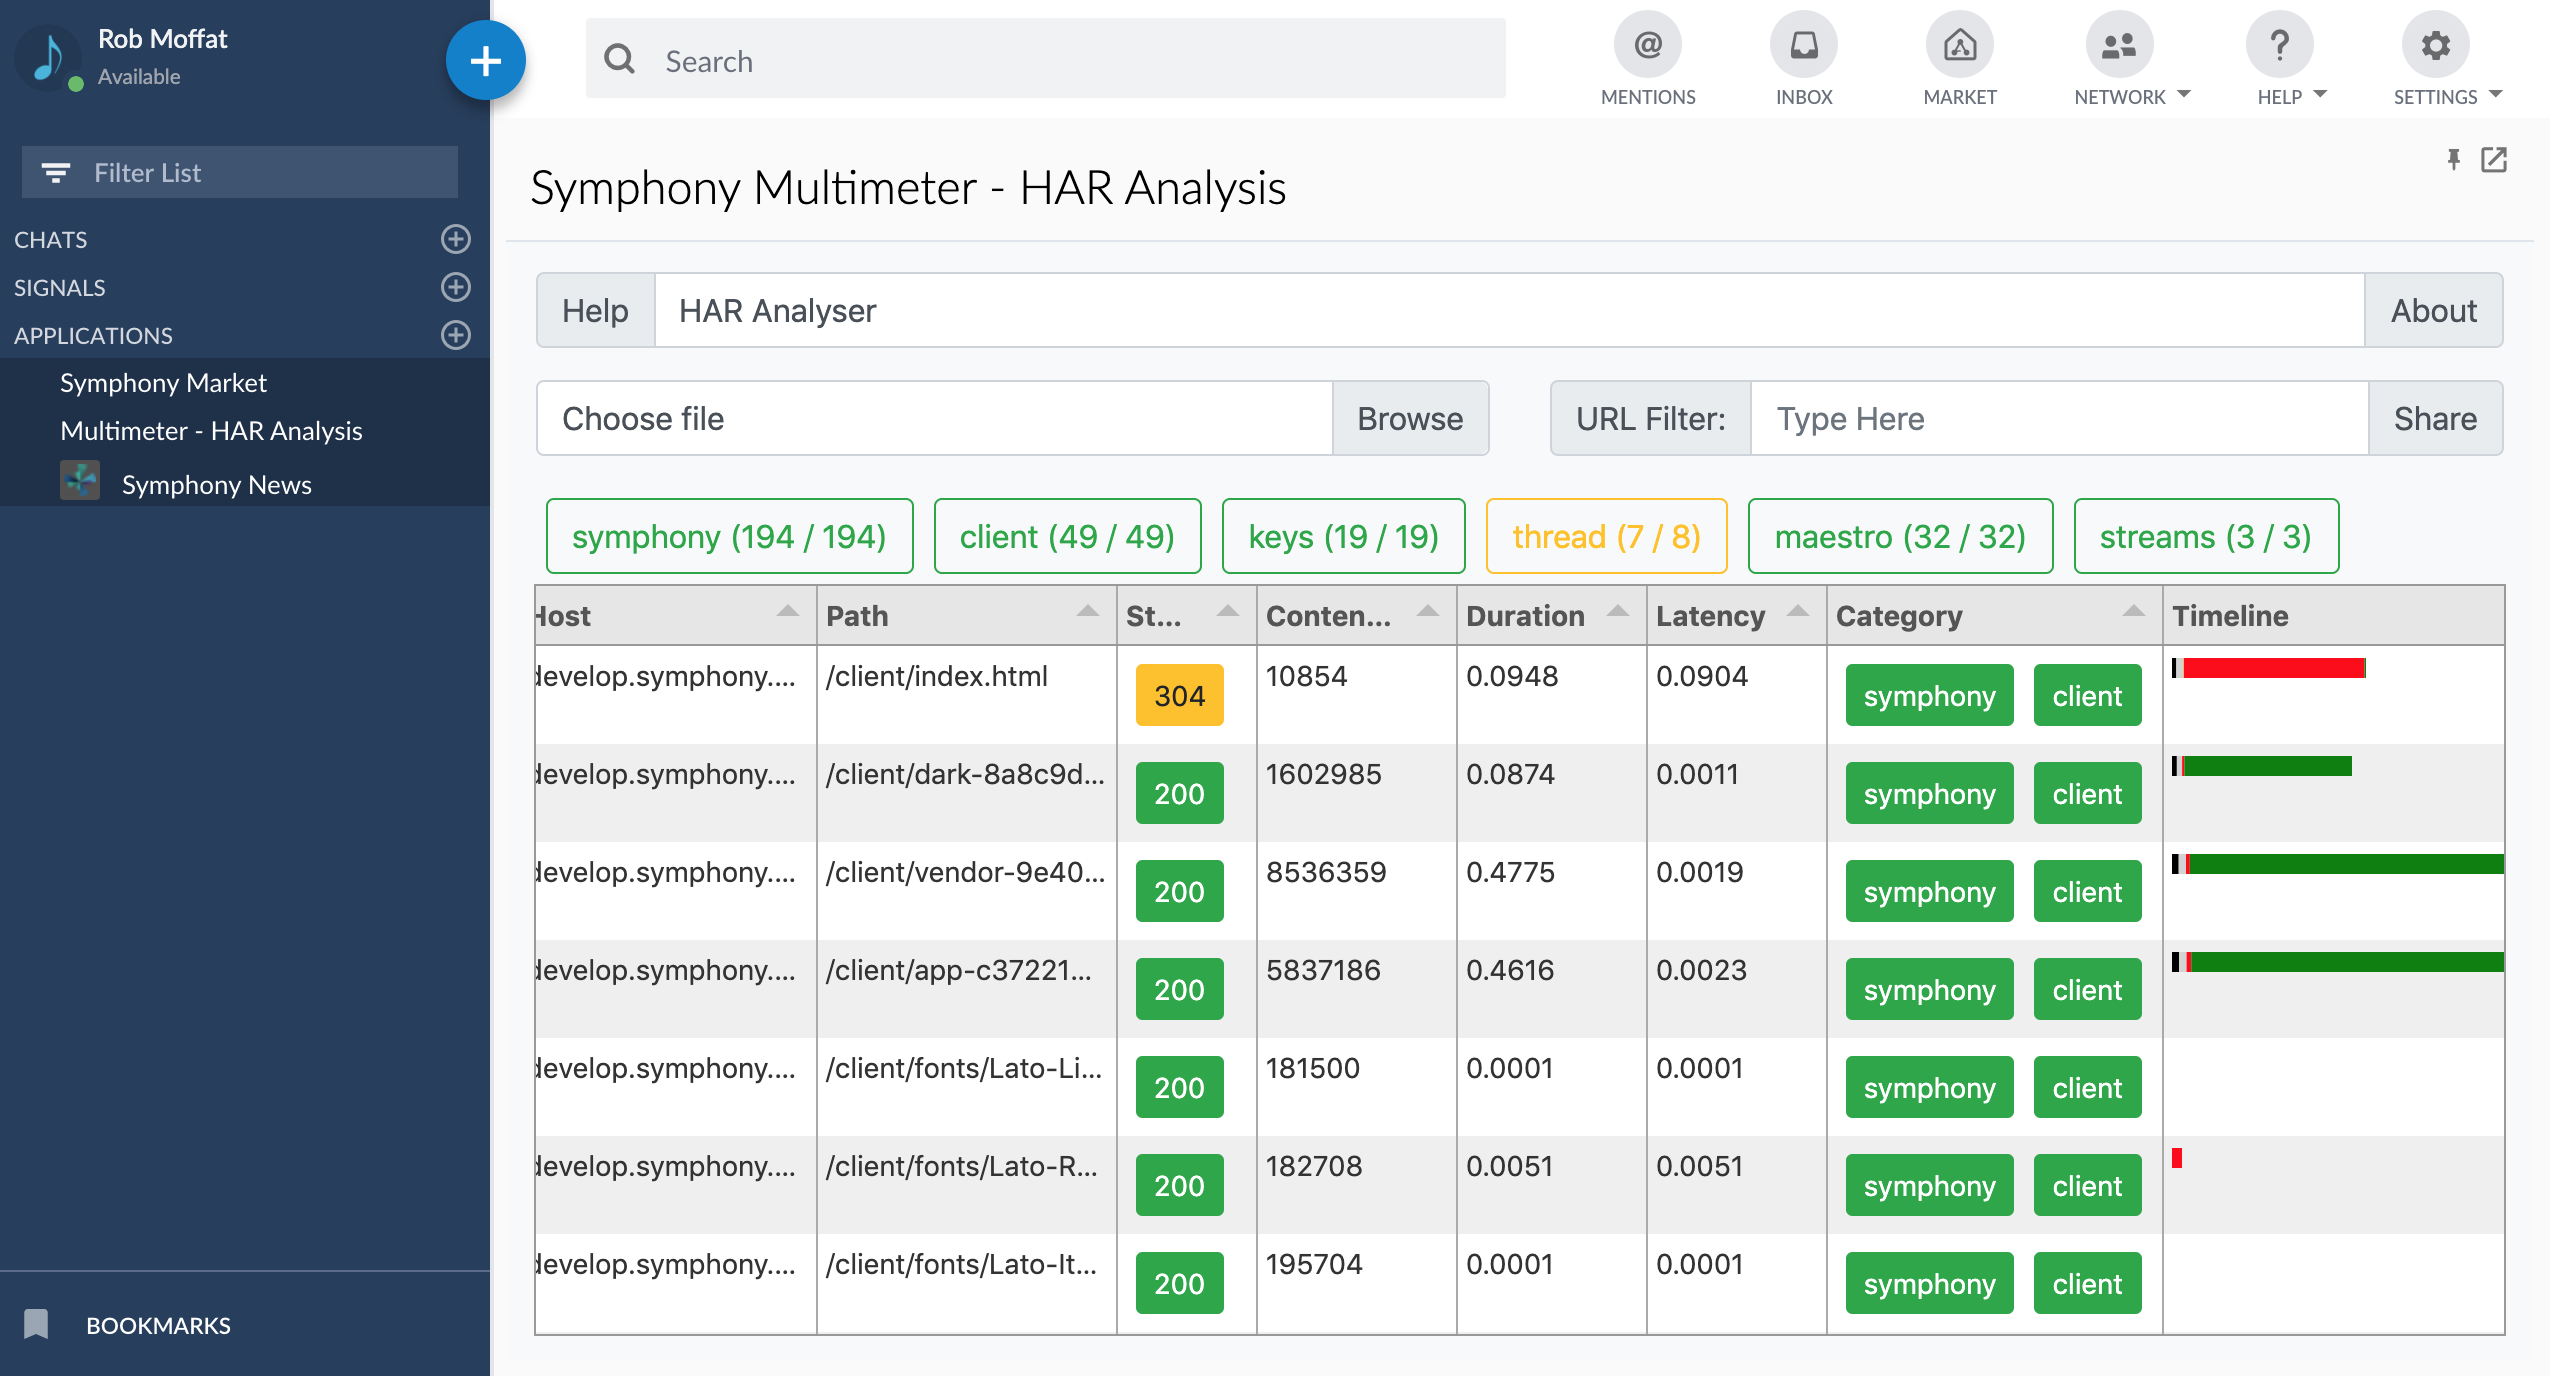 Rob Moffat
Available
+
Search
@
MENTIONS
INBOX
MARKET
NETWORK
?
HELP
SETTINGS
Filter List
CHATS
SIGNALS
APPLICATIONS
Symphony Market
Multimeter - HAR Analysis
Symphony News
BOOKMARKS
Symphony Multimeter - HAR Analysis
Help HAR Analyser About
Choose file Browse URL Filter: Type Here Share
symphony (194 / 194) client (49 / 49) keys (19 / 19) thread (7 / 8) maestro (32 / 32) streams (3 / 3)
Host Path St... Conten... Duration Latency Category Timeline
develop.symphony.... /client/index.html 304 10854 0.0948 0.0904 symphony client
develop.symphony.... /client/dark-8a8c9d... 200 1602985 0.0874 0.0011 symphony client
develop.symphony.... /client/vendor-9e40... 200 8536359 0.4775 0.0019 symphony client
develop.symphony.... /client/app-c37221... 200 5837186 0.4616 0.0023 symphony client
develop.symphony.... /client/fonts/Lato-Li... 200 181500 0.0001 0.0001 symphony client
develop.symphony.... /client/fonts/Lato-R... 200 182708 0.0051 0.0051 symphony client
develop.symphony.... /client/fonts/Lato-It... 200 195704 0.0001 0.0001 symphony client